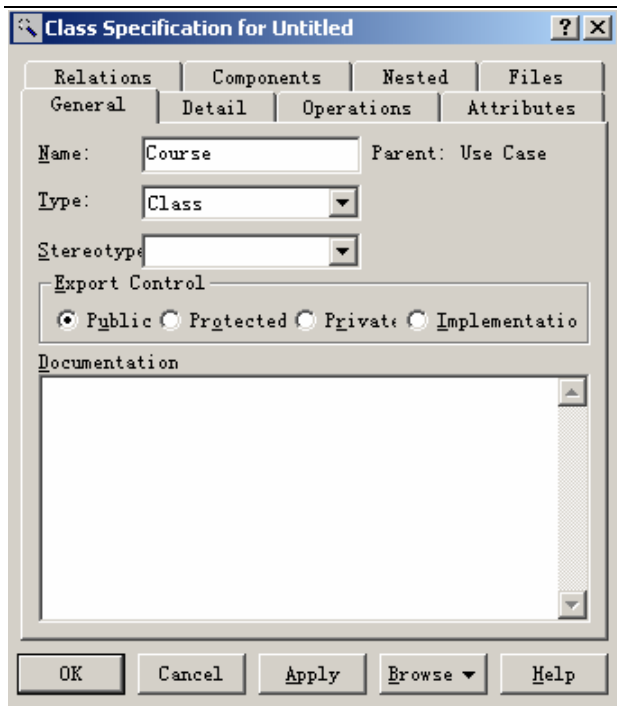 Class Specification for Untitled
Relations Components Nested Files
General Detail Operations Attributes
Name: Course Parent: Use Case
Type: Class
Stereotype
Export Control
Public Protected Private Implementatio
Documentation
OK Cancel Apply Browse Help